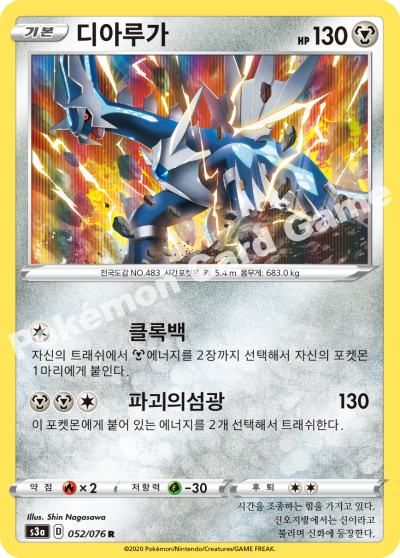 기본 디아루가 HP 130
전국도감 NO.483 시간포켓몬 키: 5.4 m 몸무게: 683.0 kg
Pokémon Card Game
클록백
자신의 트래쉬에서 에너지를 2장까지 선택해서 자신의 포켓몬
1마리에게 붙인다.
파괴의섬광 130
이 포켓몬에게 붙어 있는 에너지를 2개 선택해서 트래쉬한다.
약점 ×2 저항력 -30 후퇴
Illus. Shin Nagasawa
s3a D 052/076 R
시간을 조종하는 힘을 가지고 있다.
신오지방에서는 신이라고
불리며 신화에 등장한다.
©2020 Pokémon/Nintendo/Creatures/GAME FREAK.